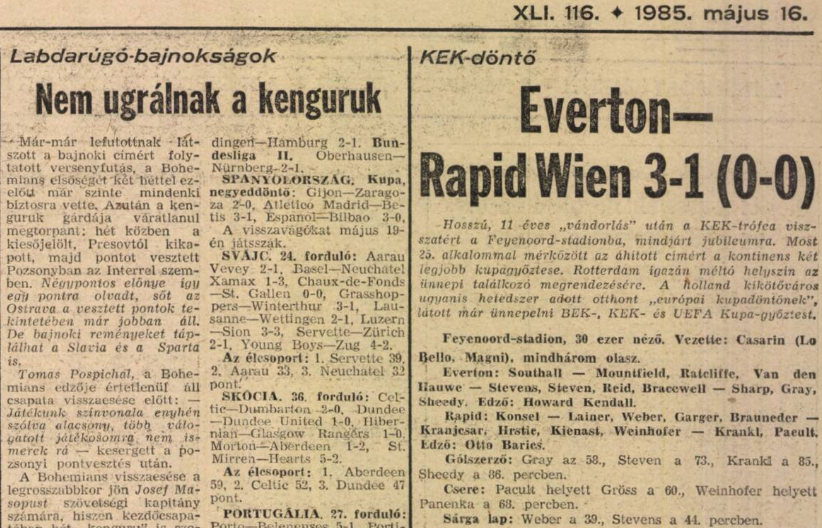 XLI. 116. ✦ 1985. május 16.
Labdarúgó-bajnokságok
Nem ugrálnak a kenguruk
Már-már lefutottnak lát-
szott a bajnoki címért foly-
tatott versenyfutás, a Bohe-
mians elsőségét két héttel ez-
előtt már szinte mindenki
biztosra vette. Azután a ken-
guruk gárdája váratlanul
megtorpant: hét közben a
kiesőjelölt, Presovtól kika-
pott, majd pontot vesztett
Pozsonyban az Interrel szem-
ben. Négypontos előnye így
egy pontra olvadt, sőt az
Ostrava a vesztett pontok te-
kintetében már jobban áll.
De bajnoki reményeket táp-
lálhat a Slavia és a Sparta
is.
Tomas Pospichal, a Bohe-
mians edzője értetlenül áll
csapata visszaesése előtt: —
Játékunk színvonala enyhén
szólva alacsony, több válo-
gatott játékosomra nem is-
merek rá — kesergett a po-
zsonyi pontvesztés után.
A Bohemians visszaesése a
legrosszabbkor jön Josef Ma-
sopust szövetségi kapitány
számára, hiszen kezdőcsapa-
dingen—Hamburg 2-1. Bun-
desliga II. Oberhausen—
Nürnberg 2-1.
SPANYOLORSZÁG. Kupa,
negyeddöntő: Gijon—Zarago-
za 2-0, Atletico Madrid—Be-
tis 3-1, Espanol—Bilbao 3-0.
A visszavágókat május 19-
én játsszák.
SVÁJC. 24. forduló: Aarau
Vevey 2-1, Basel—Neuchatel
Xamax 1-3, Chaux-de-Fonds
—St. Gallen 0-0, Grasshop-
pers—Winterthur 3-1, Lau-
sanne—Wettingen 2-1, Luzern
—Sion 3-3, Servette—Zürich
2-1, Young Boys—Zug 4-2.
Az élcsoport: 1. Servette 39,
2. Aarau 33, 3. Neuchatel 32
pont.
SKÓCIA. 36. forduló: Cel-
tic—Dumbarton 2-0, Dundee
—Dundee United 1-0, Hiber-
nian—Glasgow Rangers 1-0,
Morton—Aberdeen 1-2, St.
Mirren—Hearts 5-2.
Az élcsoport: 1. Aberdeen
59, 2. Celtic 52, 3. Dundee 47
pont.
PORTUGÁLIA. 27. forduló:
Porto—Belenenses 5-1, Porti-
KEK-döntő
Everton—
Rapid Wien 3-1 (0-0)
Hosszú, 11 éves „vándorlás” után a KEK-trófea visz-
szatért a Feyenoord-stadionba, mindjárt jubileumra. Most
25. alkalommal mérkőzött az áhított címért a kontinens két
legjobb kupagyőztese. Rotterdam igazán méltó helyszín az
ünnepi találkozó megrendezésére. A holland kikötőváros
ugyanis hetedszer adott otthont „európai kupadöntőnek”,
látott már ünnepelni BEK-, KEK- és UEFA Kupa-győztest.
Feyenoord-stadion, 30 ezer néző. Vezette: Casarin (Lo
Bello, Magni), mindhárom olasz.
Everton: Southall — Mountfield, Ratcliffe, Van den
Hauwe — Stevens, Steven, Reid, Bracewell — Sharp, Gray,
Sheedy. Edző: Howard Kendall.
Rapid: Konsel — Lainer, Weber, Garger, Brauneder —
Kranjcsar, Hrstic, Kienast, Weinhofer — Krankl, Pacult.
Edző: Otto Barics.
Gólszerző: Gray az 58., Steven a 73., Krankl a 85.,
Sheedy a 86. percben.
Csere: Pacult helyett Gröss a 60., Weinhofer helyett
Panenka a 68. percben.
Sárga lap: Weber a 39., Stevens a 44. percben.